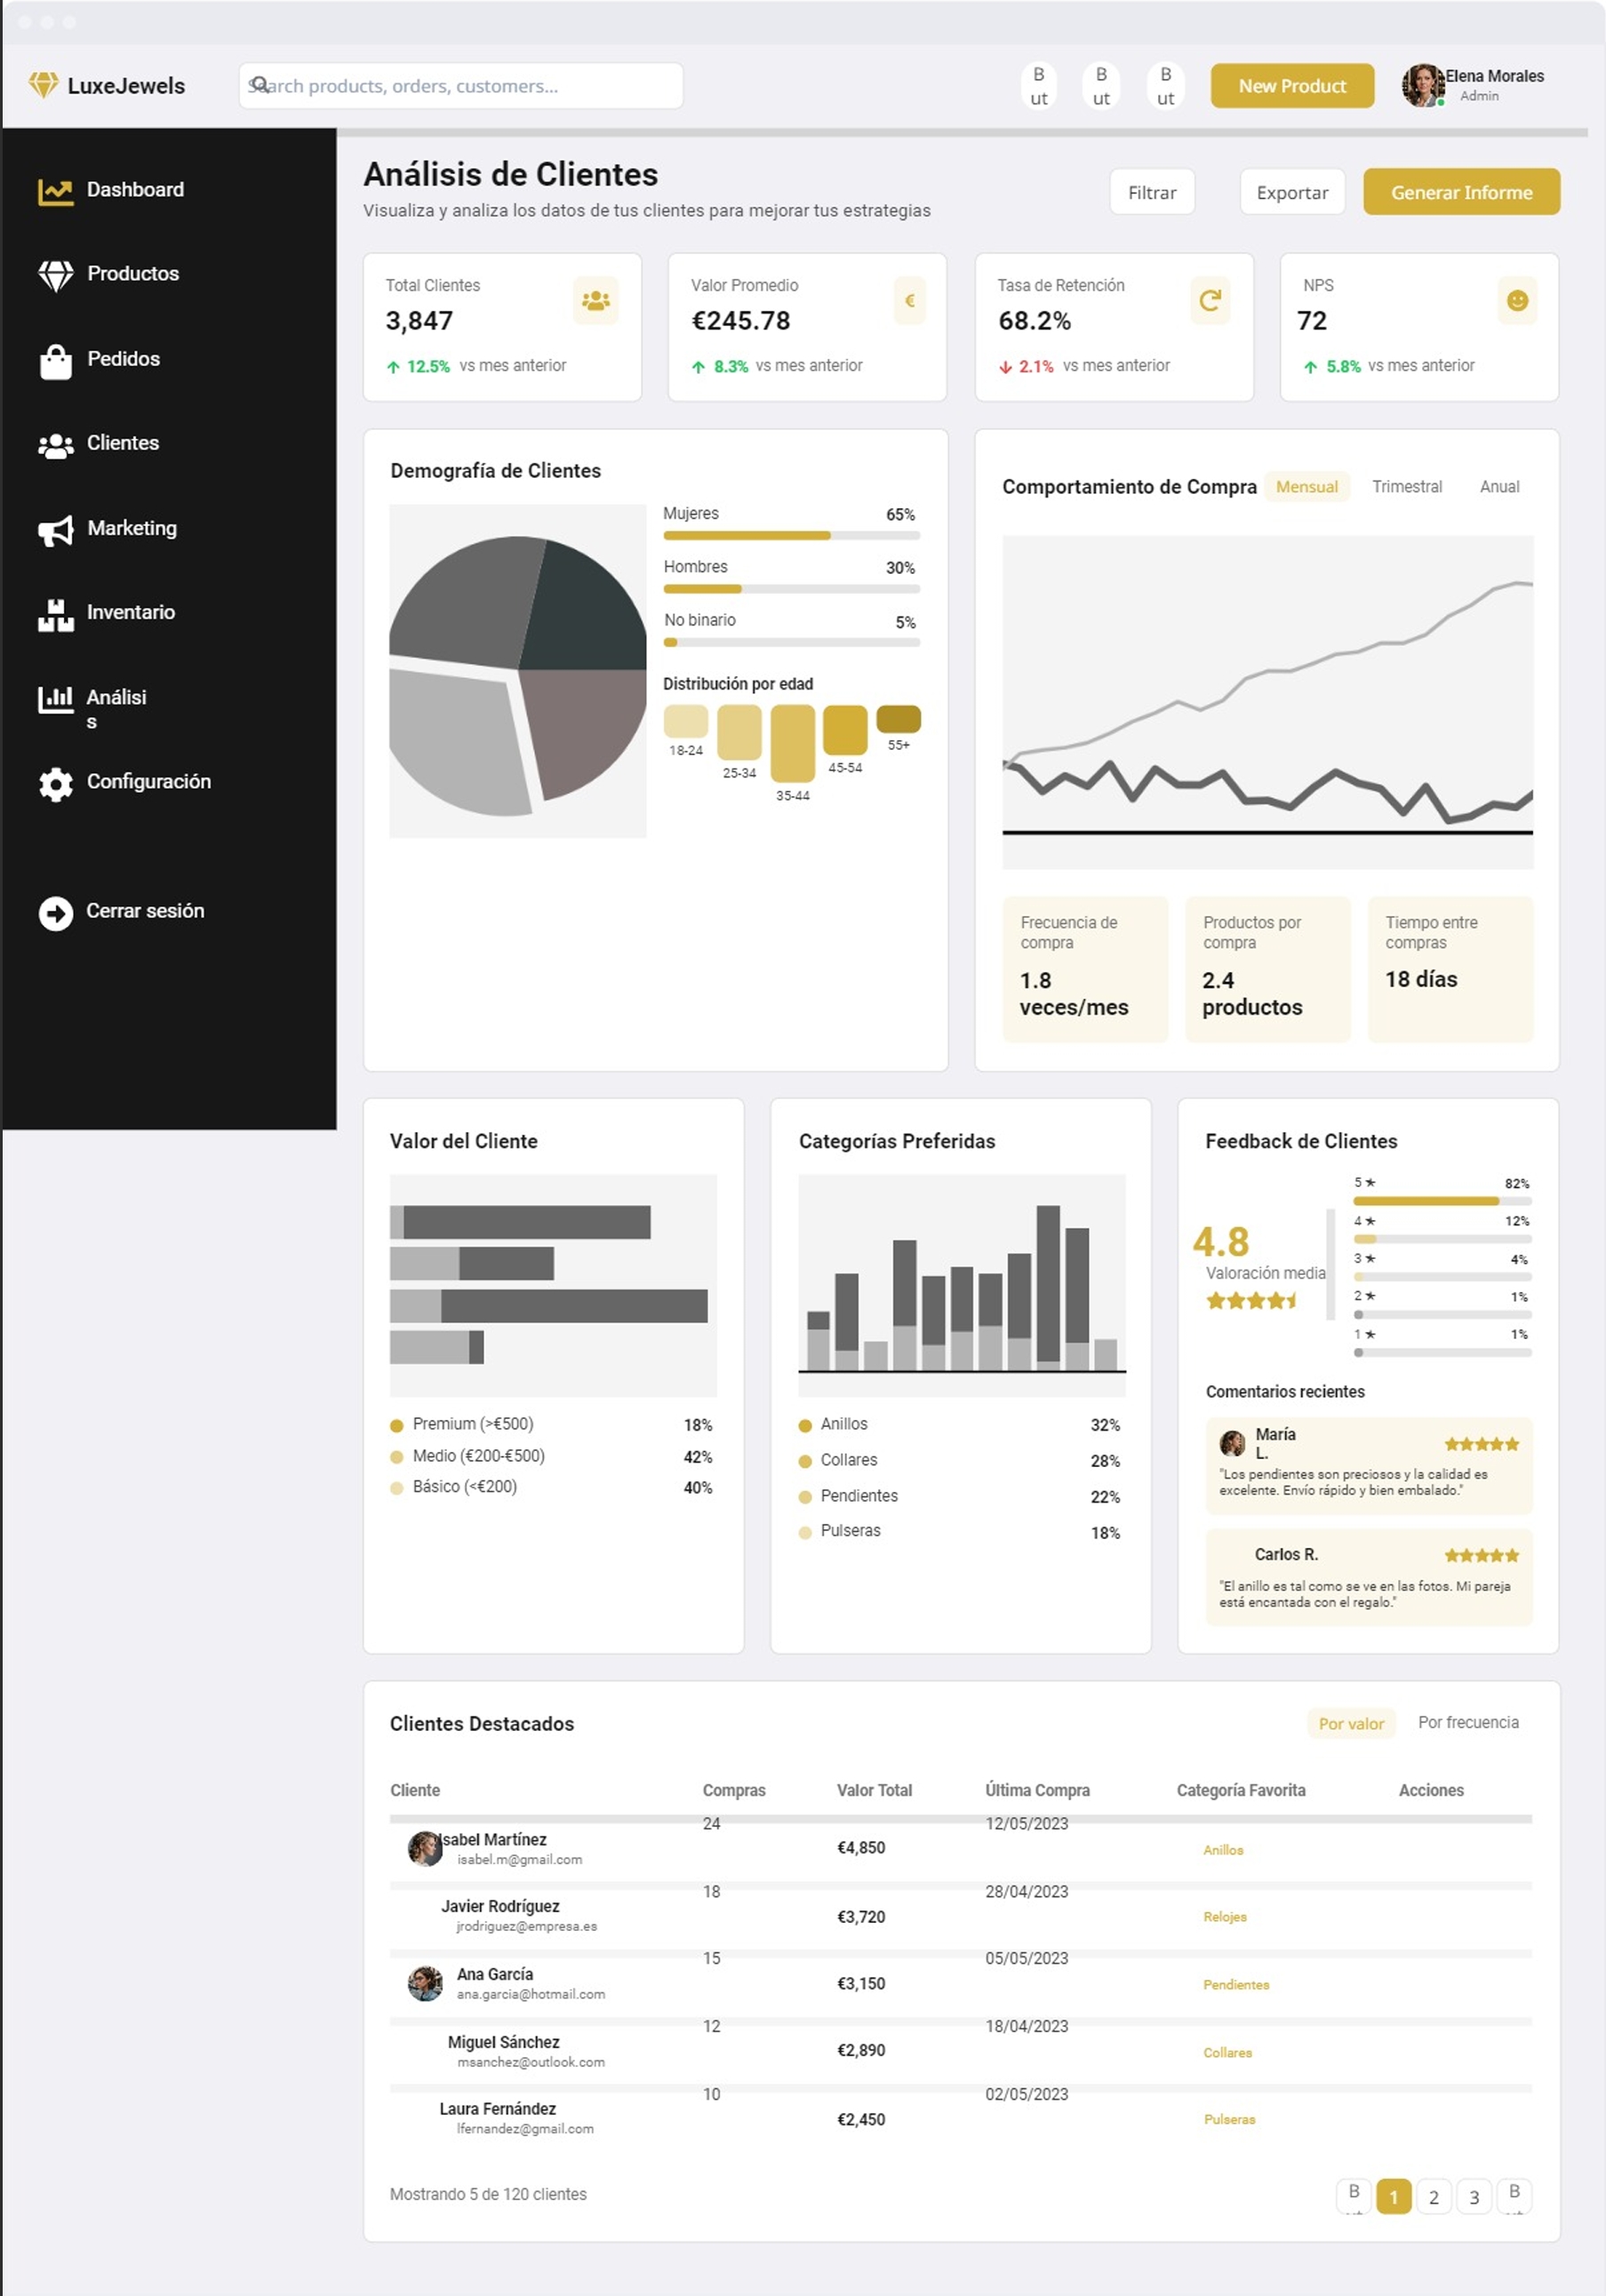 LuxeJewels
Search products, orders, customers...
B
ut
B
ut
B
ut
New Product
Elena Morales
Admin
Dashboard
Productos
Pedidos
Clientes
Marketing
Inventario
Análisi
s
Configuración
Cerrar sesión
Análisis de Clientes
Visualiza y analiza los datos de tus clientes para mejorar tus estrategias
Filtrar
Exportar
Generar Informe
Total Clientes
3,847
12.5% vs mes anterior
Valor Promedio
€245.78
€
8.3% vs mes anterior
Tasa de Retención
68.2%
2.1% vs mes anterior
NPS
72
5.8% vs mes anterior
Demografía de Clientes
Mujeres 65%
Hombres 30%
No binario 5%
Distribución por edad
18-24
25-34
35-44
45-54
55+
Comportamiento de Compra
Mensual
Trimestral
Anual
Frecuencia de
compra
1.8
veces/mes
Productos por
compra
2.4
productos
Tiempo entre
compras
18 días
Valor del Cliente
Premium (>€500) 18%
Medio (€200-€500) 42%
Básico (<€200) 40%
Categorías Preferidas
Anillos 32%
Collares 28%
Pendientes 22%
Pulseras 18%
Feedback de Clientes
4.8
Valoración media
5 ★ 82%
4 ★ 12%
3 ★ 4%
2 ★ 1%
1 ★ 1%
Comentarios recientes
María
L.
"Los pendientes son preciosos y la calidad es
excelente. Envío rápido y bien embalado."
Carlos R.
"El anillo es tal como se ve en las fotos. Mi pareja
está encantada con el regalo."
Clientes Destacados
Por valor
Por frecuencia
Cliente Compras Valor Total Última Compra Categoría Favorita Acciones
Isabel Martínez
isabel.m@gmail.com
24
€4,850
12/05/2023
Anillos
Javier Rodríguez
jrodriguez@empresa.es
18
€3,720
28/04/2023
Relojes
Ana García
ana.garcia@hotmail.com
15
€3,150
05/05/2023
Pendientes
Miguel Sánchez
msanchez@outlook.com
12
€2,890
18/04/2023
Collares
Laura Fernández
lfernandez@gmail.com
10
€2,450
02/05/2023
Pulseras
Mostrando 5 de 120 clientes
B
1
2
3
B